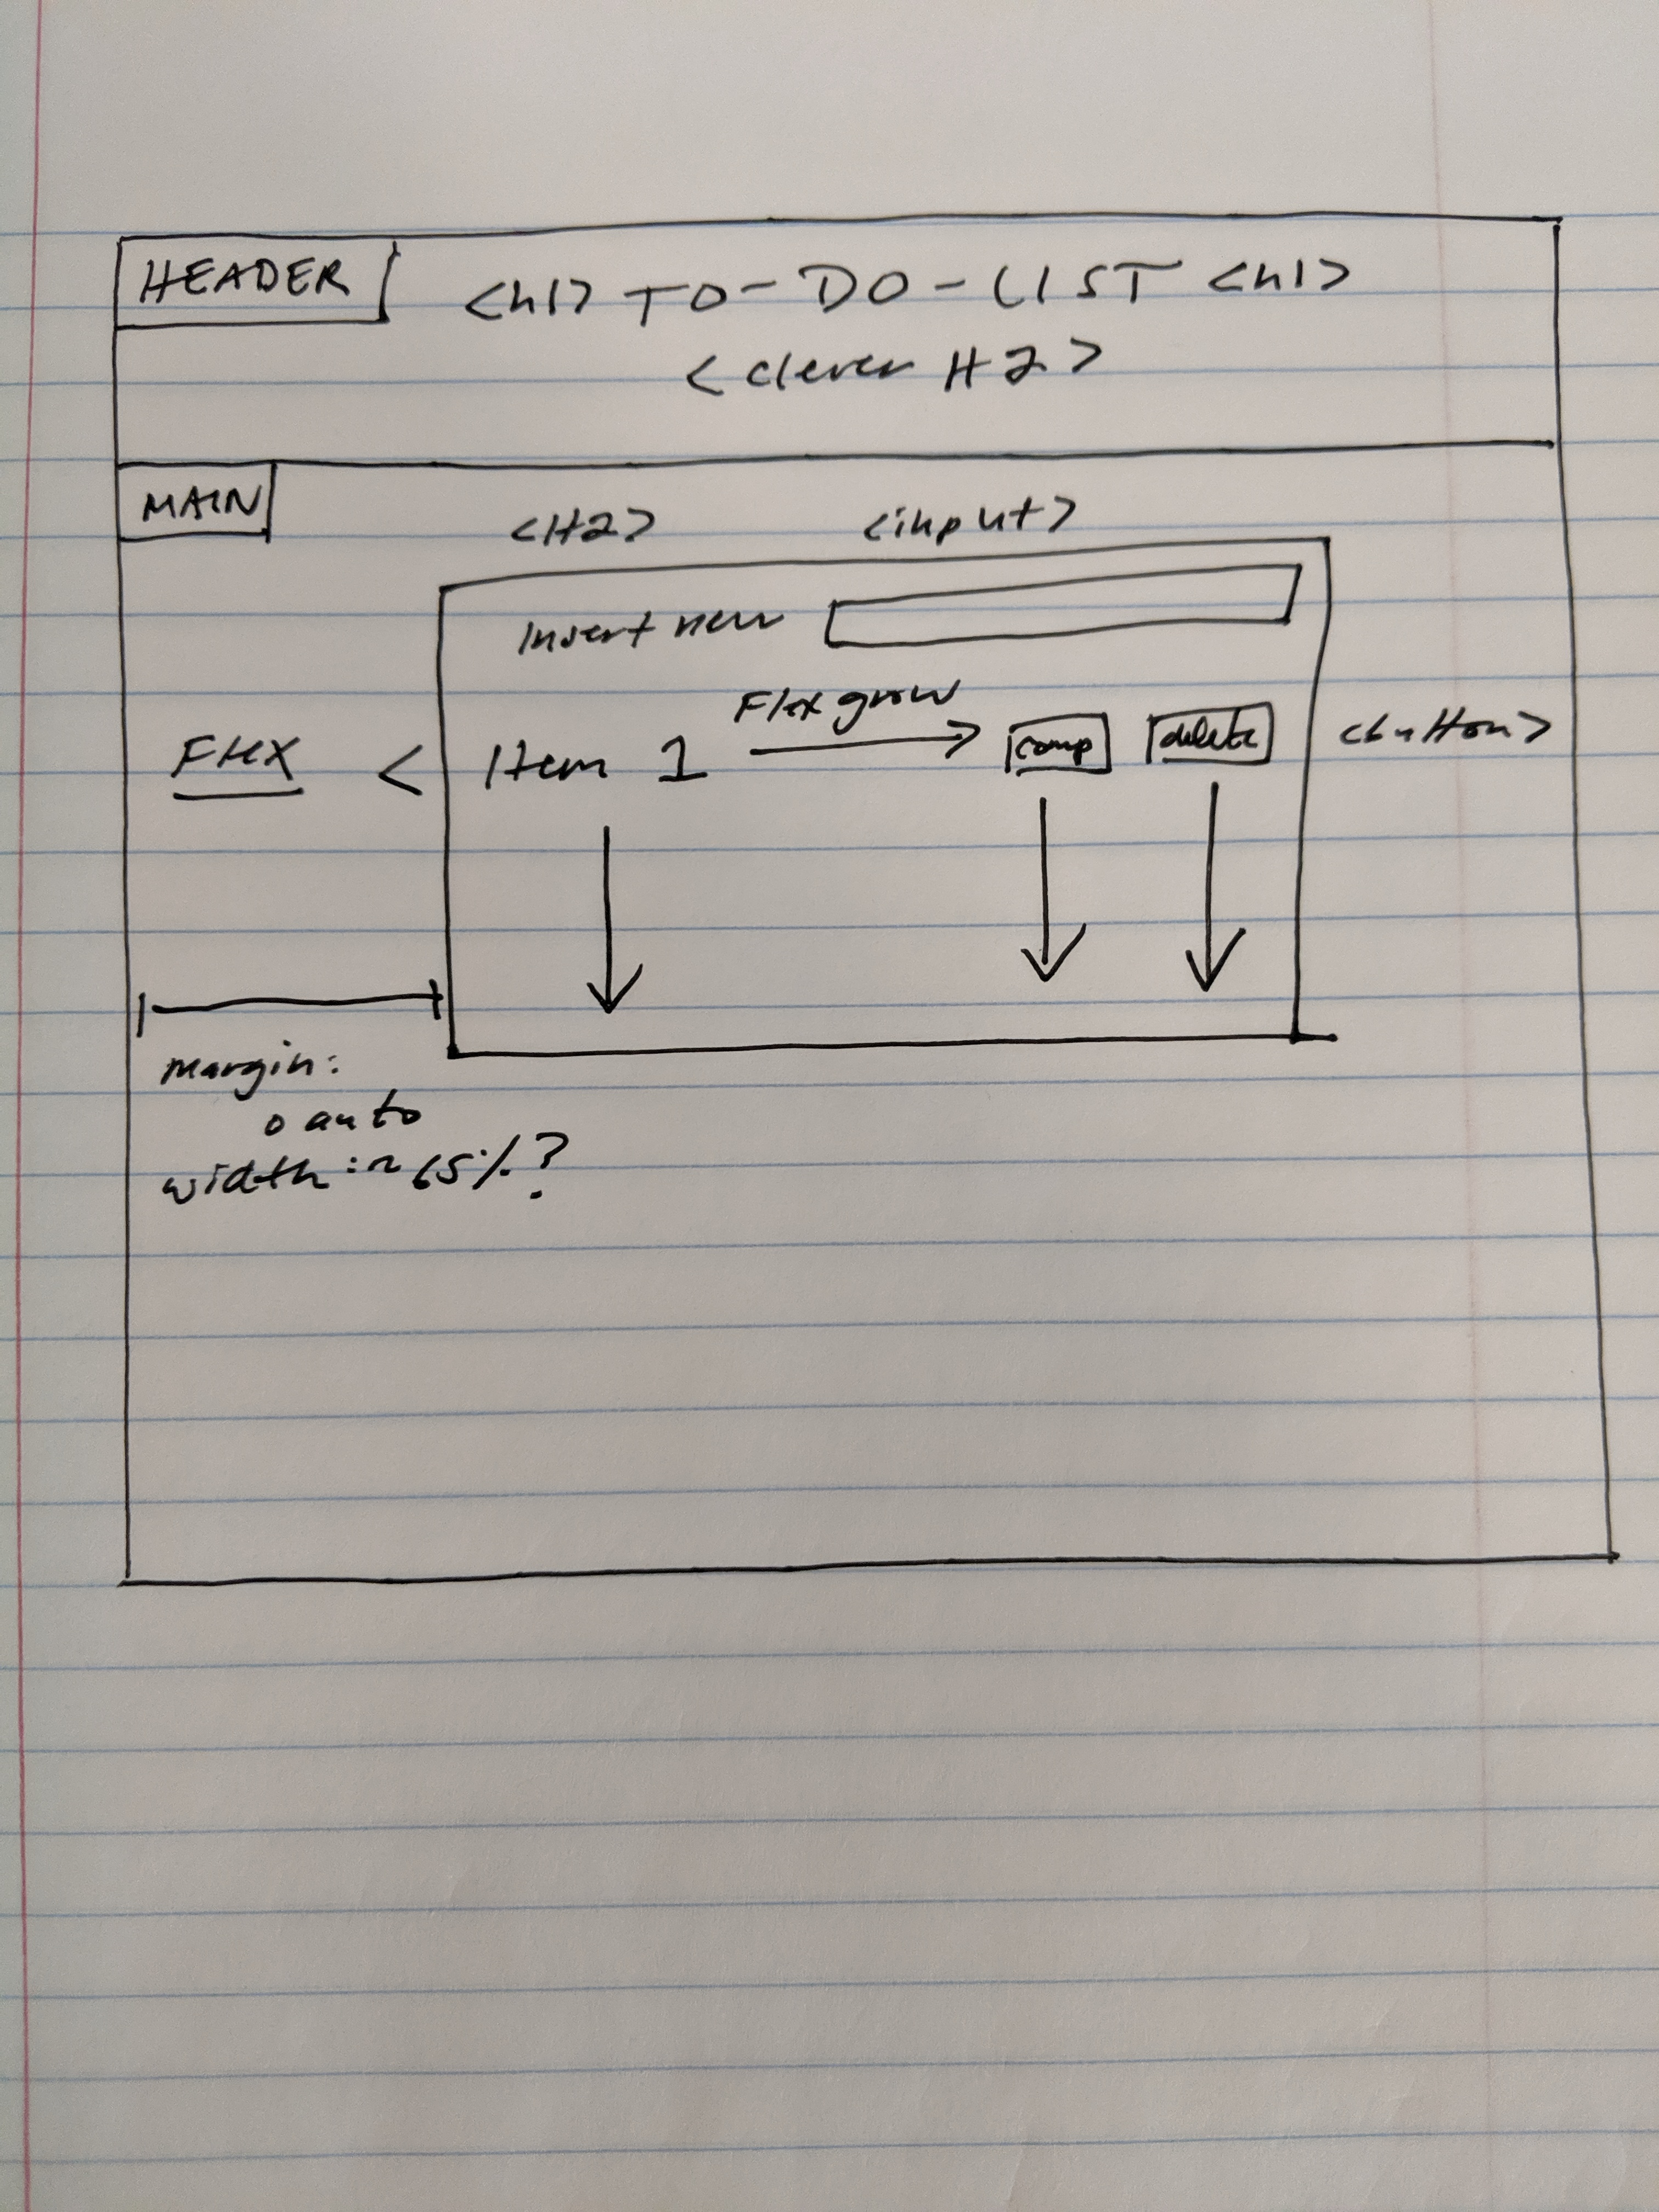 HEADER
<h1> TO-DO-LIST <h1>
<clever H2>
MAIN
<H2> <input>
Insert new
Flex grow
FLEX < Item 1 comp delete <button>
margin:
0 auto
width:~65%?